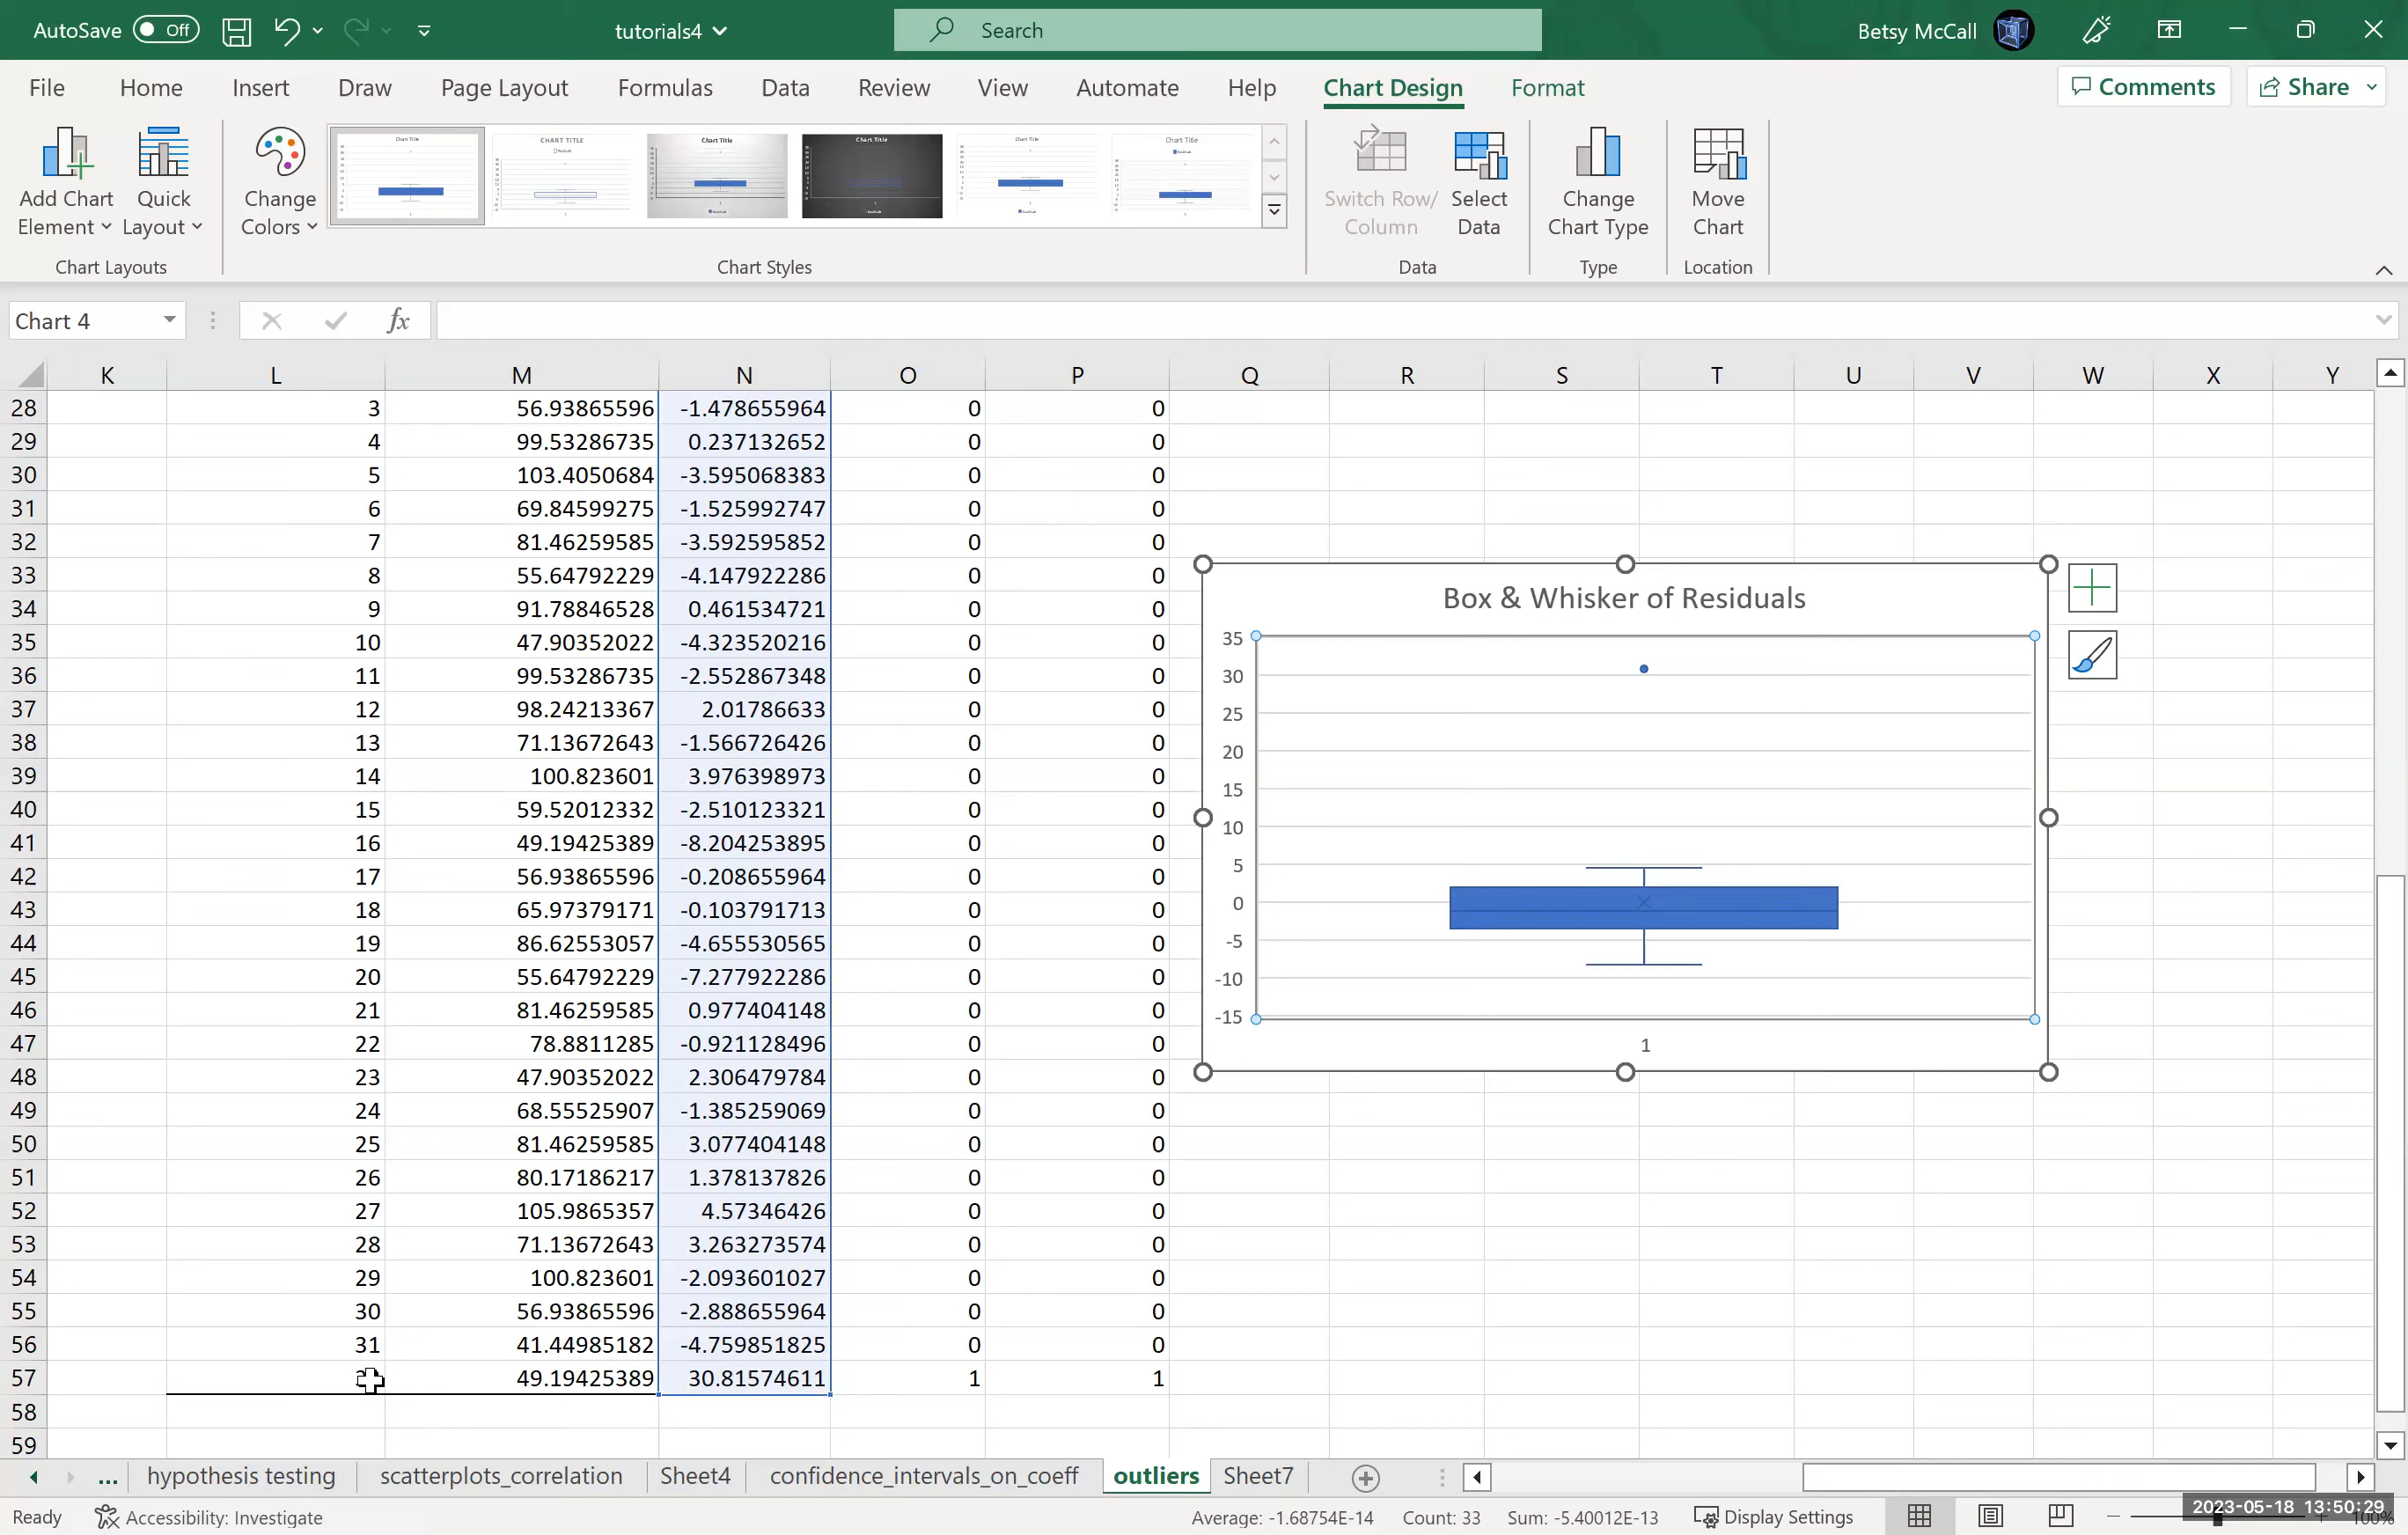 AutoSave Off tutorials4 Search Betsy McCall
File Home Insert Draw Page Layout Formulas Data Review View Automate Help Chart Design Format Comments Share
Add Chart Element
Quick Layout
Change Colors
Chart Title
CHART TITLE
Chart Title
Chart Title
Chart Title
Chart Title
Switch Row/ Column
Select Data
Change Chart Type
Move Chart
Chart Layouts Chart Styles Data Type Location
Chart 4 fx
K L M N O P Q R S T U V W X Y
28 3 56.93865596 -1.478655964 0 0
29 4 99.53286735 0.237132652 0 0
30 5 103.4050684 -3.595068383 0 0
31 6 69.84599275 -1.525992747 0 0
32 7 81.46259585 -3.592595852 0 0
33 8 55.64792229 -4.147922286 0 0
34 9 91.78846528 0.461534721 0 0
35 10 47.90352022 -4.323520216 0 0
36 11 99.53286735 -2.552867348 0 0
37 12 98.24213367 2.01786633 0 0
38 13 71.13672643 -1.566726426 0 0
39 14 100.823601 3.976398973 0 0
40 15 59.52012332 -2.510123321 0 0
41 16 49.19425389 -8.204253895 0 0
42 17 56.93865596 -0.208655964 0 0
43 18 65.97379171 -0.103791713 0 0
44 19 86.62553057 -4.655530565 0 0
45 20 55.64792229 -7.277922286 0 0
46 21 81.46259585 0.977404148 0 0
47 22 78.8811285 -0.921128496 0 0
48 23 47.90352022 2.306479784 0 0
49 24 68.55525907 -1.385259069 0 0
50 25 81.46259585 3.077404148 0 0
51 26 80.17186217 1.378137826 0 0
52 27 105.9865357 4.57346426 0 0
53 28 71.13672643 3.263273574 0 0
54 29 100.823601 -2.093601027 0 0
55 30 56.93865596 -2.888655964 0 0
56 31 41.44985182 -4.759851825 0 0
57 49.19425389 30.81574611 1 1
58
59
Box & Whisker of Residuals
35
30
25
20
15
10
5
0
-5
-10
-15
1
... hypothesis testing scatterplots_correlation Sheet4 confidence_intervals_on_coeff outliers Sheet7
Ready Accessibility: Investigate Average: -1.68754E-14 Count: 33 Sum: -5.40012E-13 Display Settings 100%
2023-05-18 13:50:29